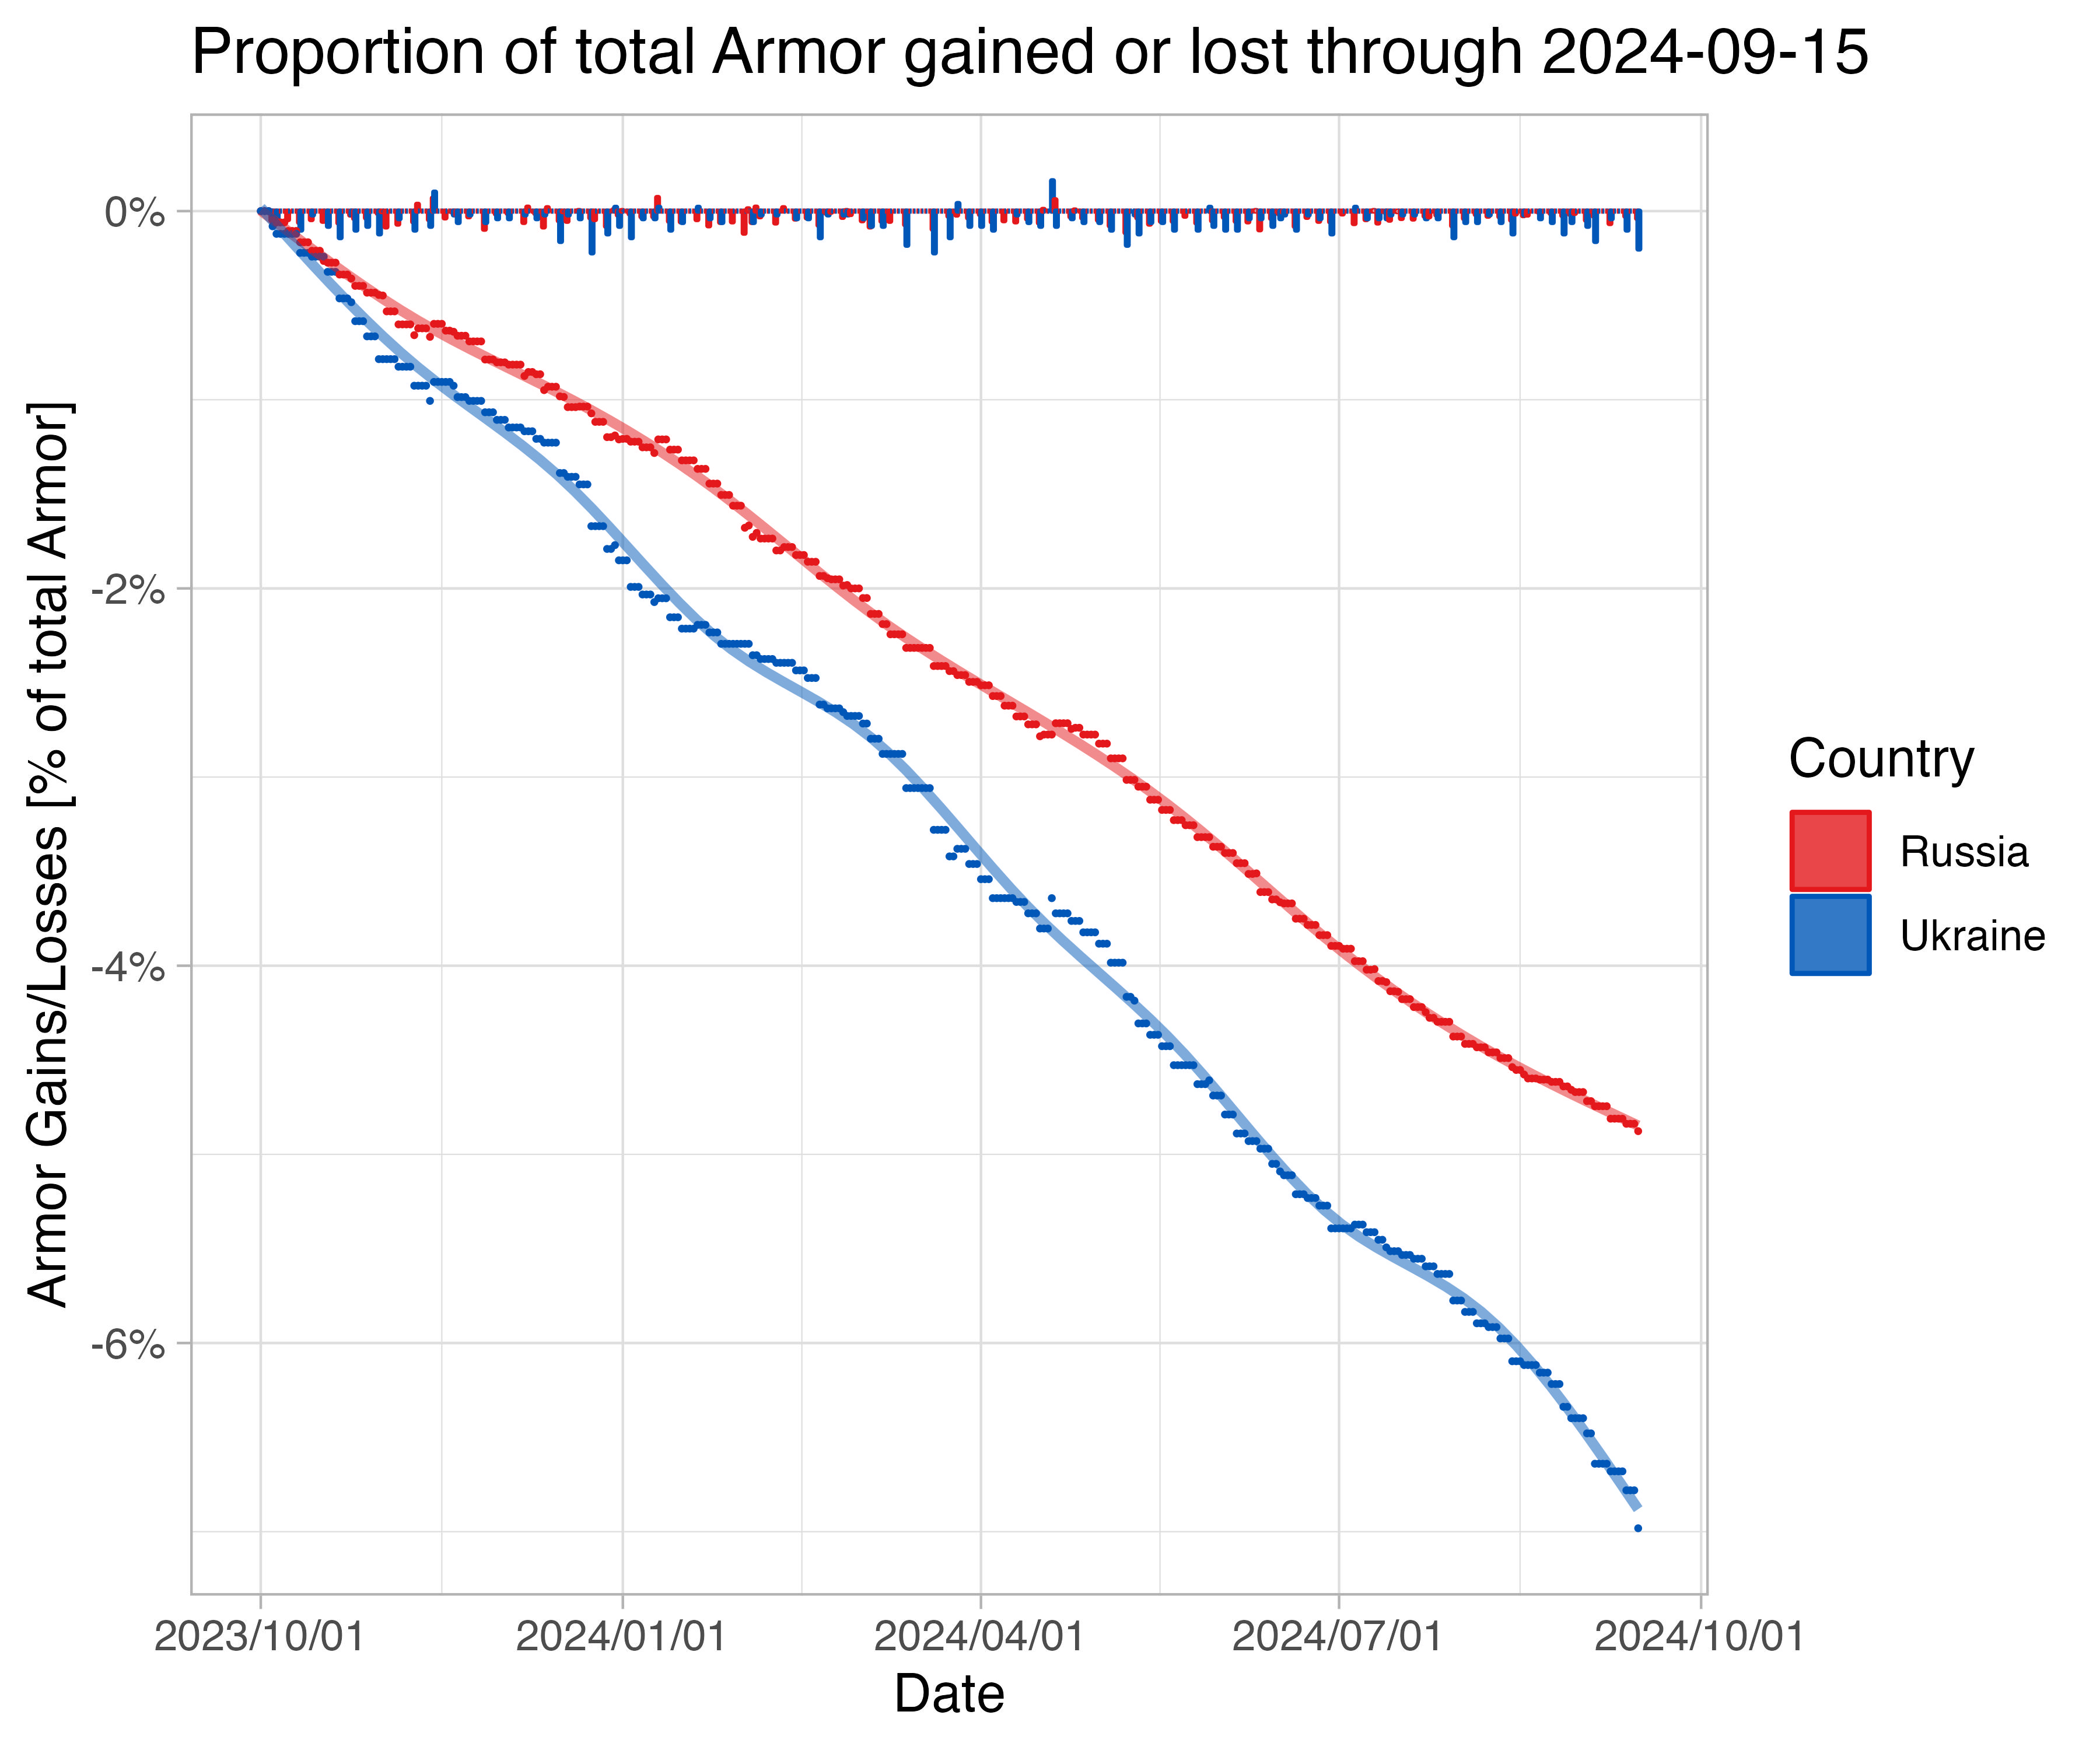 Proportion of total Armor gained or lost through 2024-09-15
Armor Gains/Losses [% of total Armor]
0%
-2%
-4%
-6%
2023/10/01
2024/01/01
2024/04/01
2024/07/01
2024/10/01
Date
Country
Russia
Ukraine